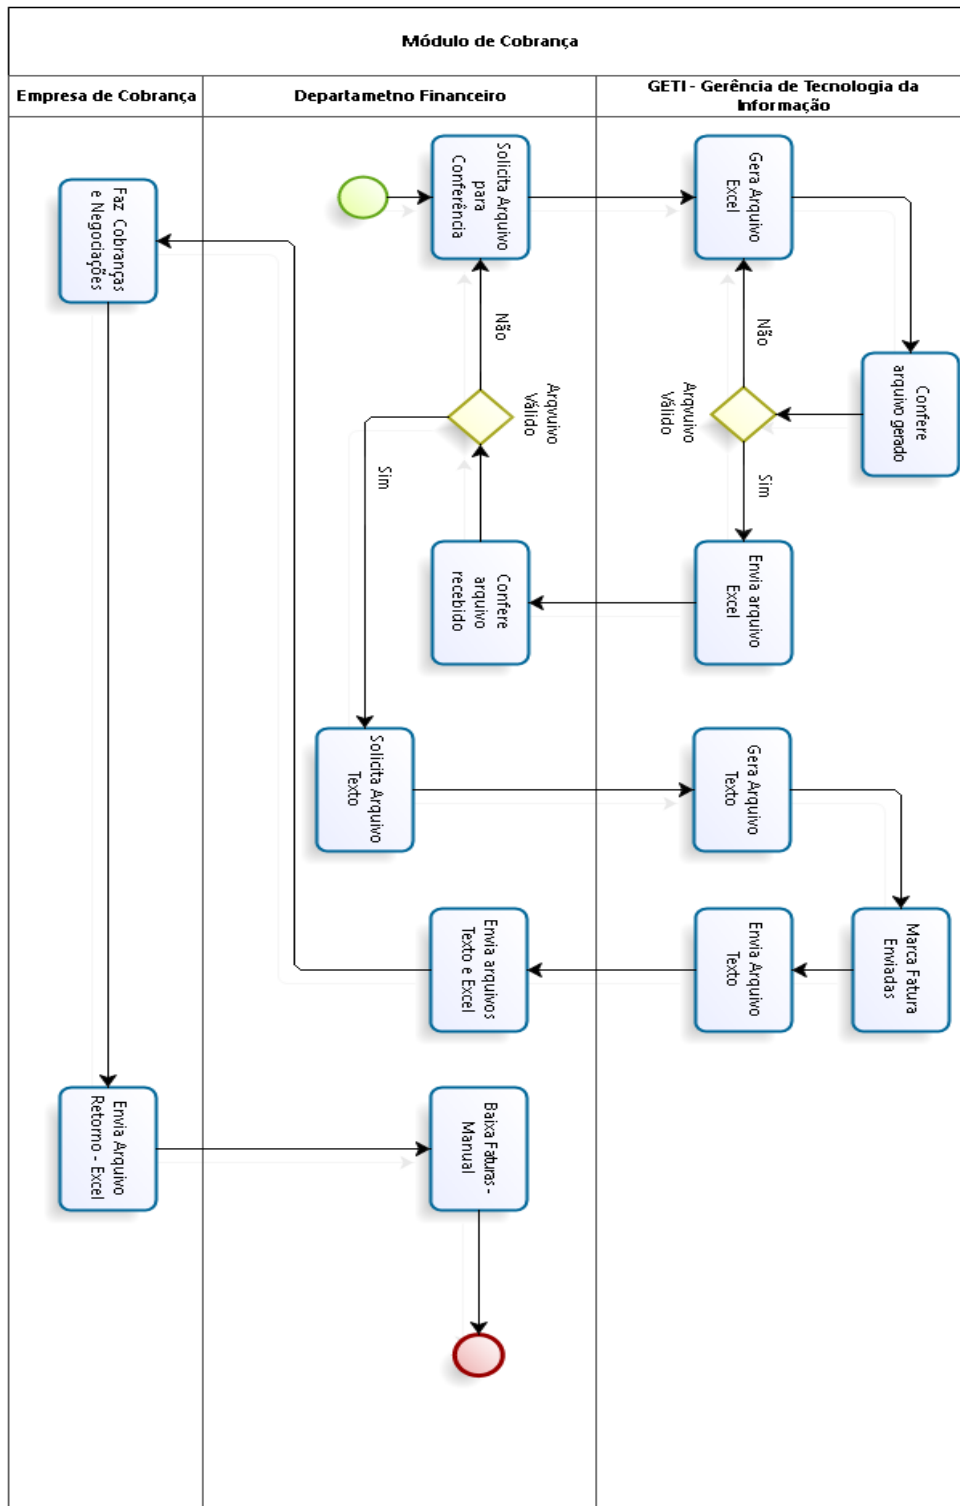 Módulo de Cobrança
Empresa de Cobrança
Departametno Financeiro
GETI - Gerência de Tecnologia da
Informação
Solicita Arquivo
para
Conferência
Gera Arquivo
Excel
Faz Cobranças
e Negociações
Não
Não
Confere
arquivo gerado
Arqvuivo
Válido
Arquvivo
Válido
Sim
Sim
Confere
arquivo
recebido
Envia arquivo
Excel
Solicita Arquivo
Texto
Gera Arquivo
Texto
Envia arquivos
Texto e Excel
Envia Arquivo
Texto
Marca Fatura
Enviadas
Envia Arquivo
Retorno - Excel
Baixa Faturas -
Manual